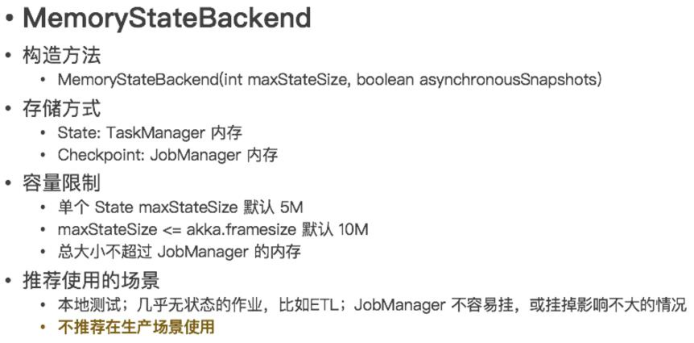 • MemoryStateBackend
• 构造方法
• MemoryStateBackend(int maxStateSize, boolean asynchronousSnapshots)
• 存储方式
• State: TaskManager 内存
• Checkpoint: JobManager 内存
• 容量限制
• 单个 State maxStateSize 默认 5M
• maxStateSize <= akka.framesize 默认 10M
• 总大小不超过 JobManager 的内存
• 推荐使用的场景
• 本地测试；几乎无状态的作业，比如ETL；JobManager 不容易挂，或挂掉影响不大的情况
• 不推荐在生产场景使用